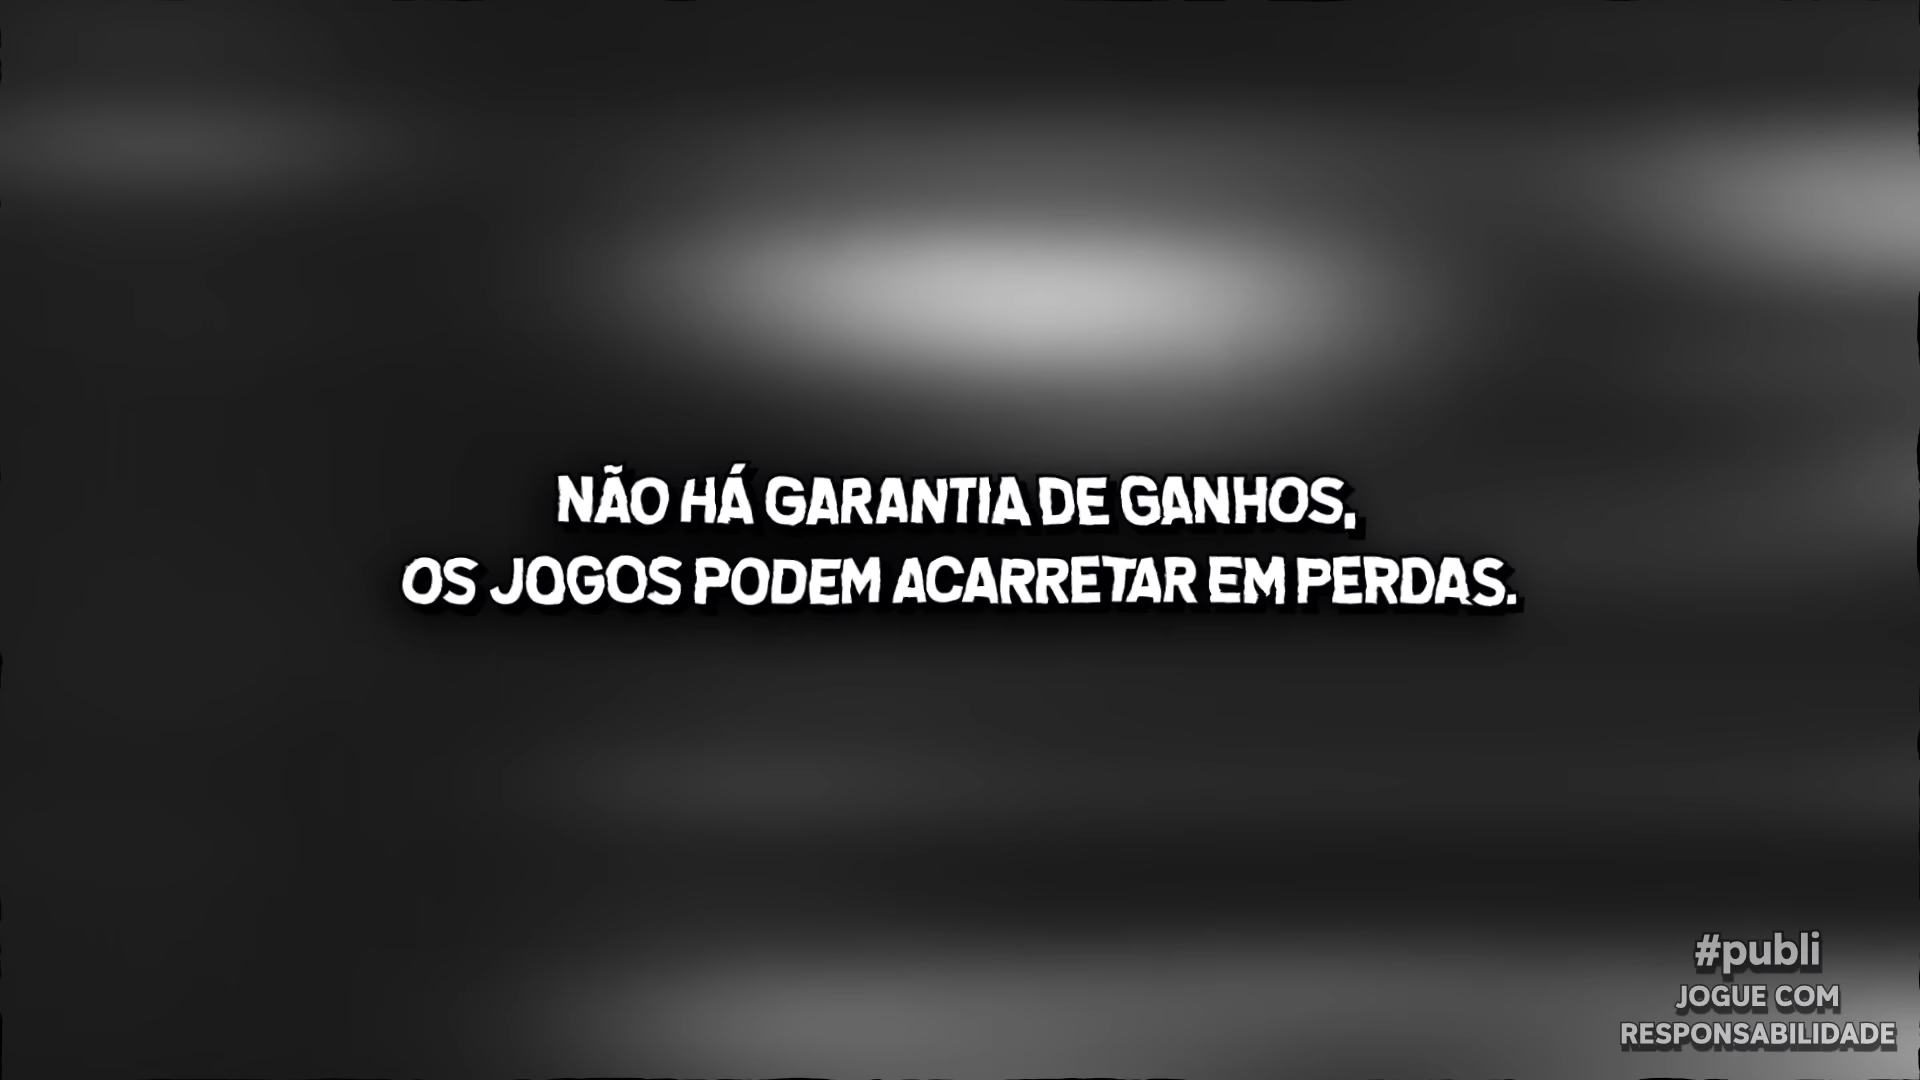 NÃO HÁ GARANTIA DE GANHOS,
OS JOGOS PODEM ACARRETAR EM PERDAS.
#publi
JOGUE COM
RESPONSABILIDADE